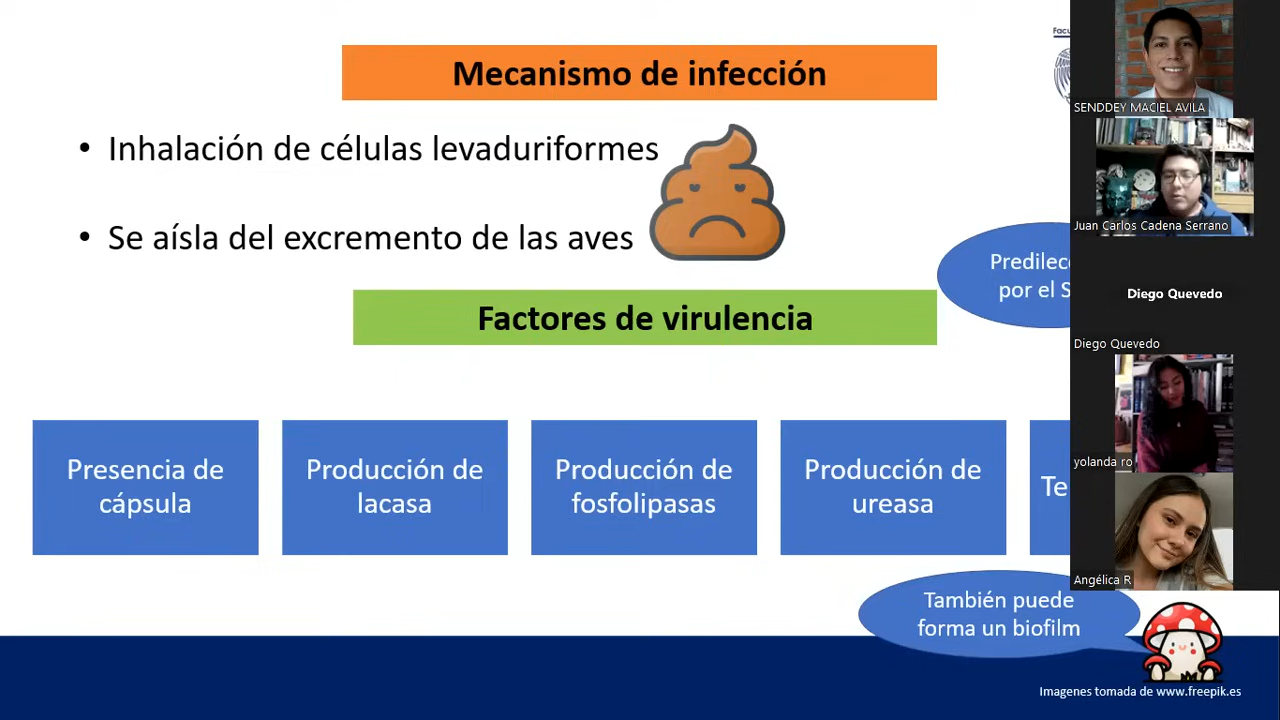 Mecanismo de infección
• Inhalación de células levaduriformes
• Se aísla del excremento de las aves
Factores de virulencia
por el
Presencia de
cápsula
Producción de
lacasa
Producción de
fosfolipasas
Producción de
ureasa
También puede
forma un biofilm
Imagenes tomada de www.freepik.es
SENDDEY MACIEL AVILA
Juan Carlos Cadena Serrano
Diego Quevedo
Diego Quevedo
yolanda ro
Angélica R